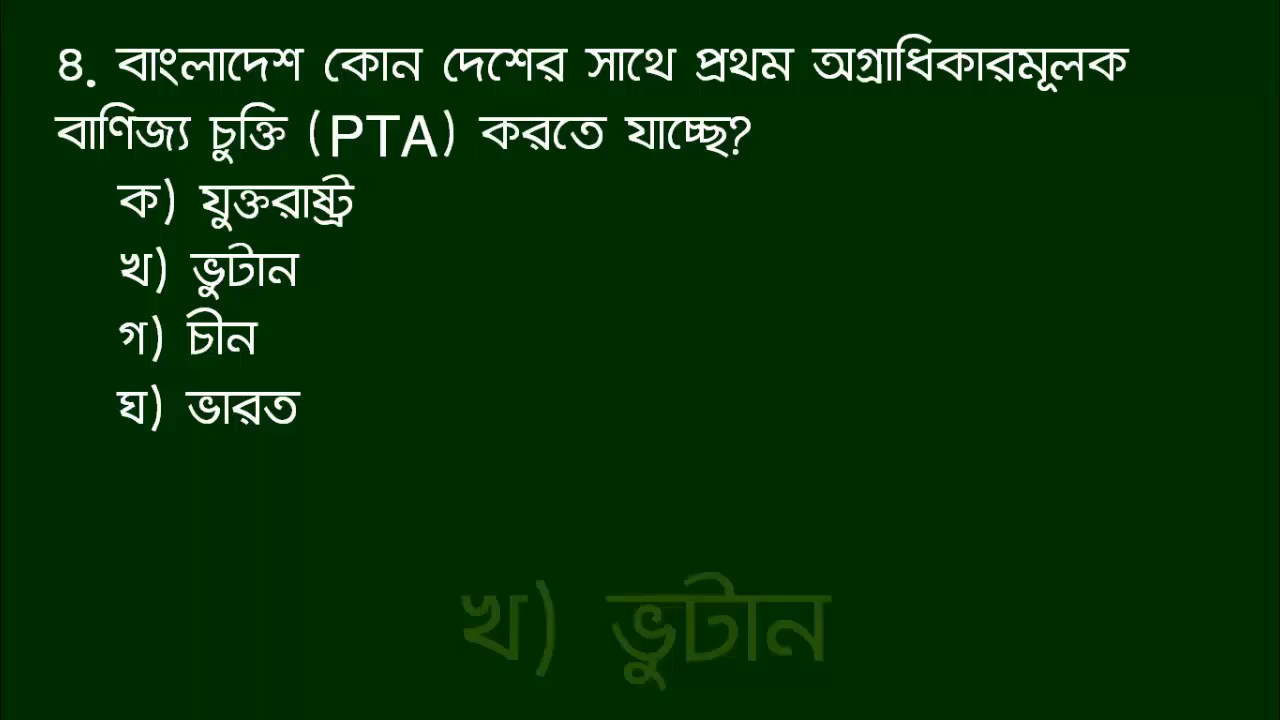 ৪. বাংলাদেশ কোন দেশের সাথে প্রথম অগ্রাধিকারমূলক
বাণিজ্য চুক্তি (PTA) করতে যাচ্ছে?
ক) যুক্তরাষ্ট্র
খ) ভুটান
গ) চীন
ঘ) ভারত
খ) ভুটান